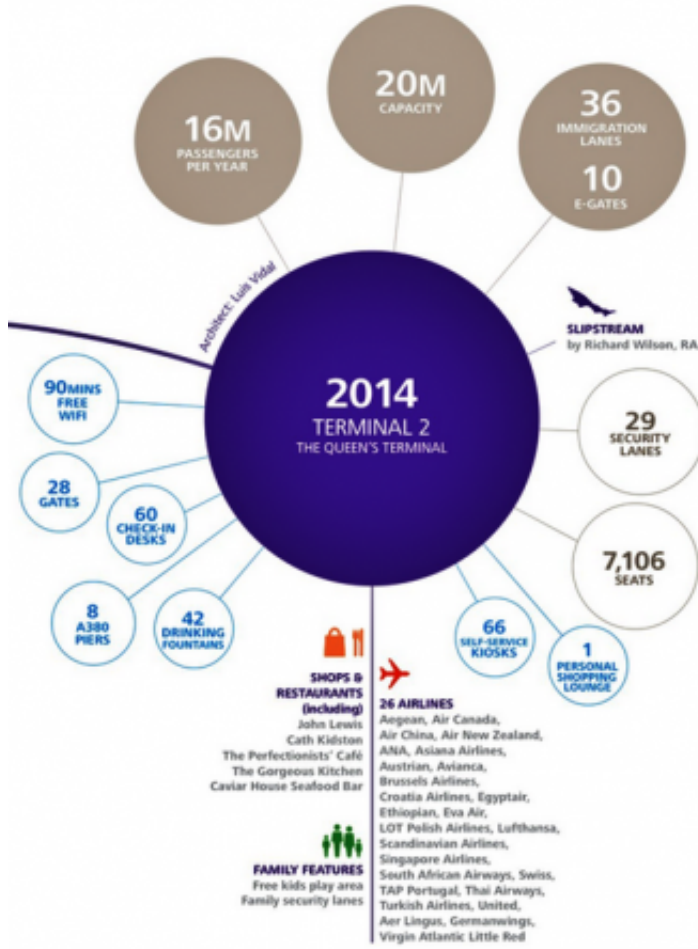 20M
CAPACITY
16M
PASSENGERS
PER YEAR
36
IMMIGRATION
LANES
10
E-GATES
Architect: Luis Vidal
SLIPSTREAM
by Richard Wilson, RA
90MINS
FREE
WIFI
2014
TERMINAL 2
THE QUEEN'S TERMINAL
29
SECURITY
LANES
28
GATES
60
CHECK-IN
DESKS
7,106
SEATS
8
A380
PIERS
42
DRINKING
FOUNTAINS
66
SELF-SERVICE
KIOSKS
1
PERSONAL
SHOPPING
LOUNGE
SHOPS &
RESTAURANTS
(including)
John Lewis
Cath Kidston
The Perfectionists' Café
The Gorgeous Kitchen
Caviar House Seafood Bar
FAMILY FEATURES
Free kids play area
Family security lanes
26 AIRLINES
Aegean, Air Canada,
Air China, Air New Zealand,
ANA, Asiana Airlines,
Austrian, Avianca,
Brussels Airlines,
Croatia Airlines, Egyptair,
Ethiopian, Eva Air,
LOT Polish Airlines, Lufthansa,
Scandinavian Airlines,
Singapore Airlines,
South African Airways, Swiss,
TAP Portugal, Thai Airways,
Turkish Airlines, United,
Aer Lingus, Germanwings,
Virgin Atlantic Little Red